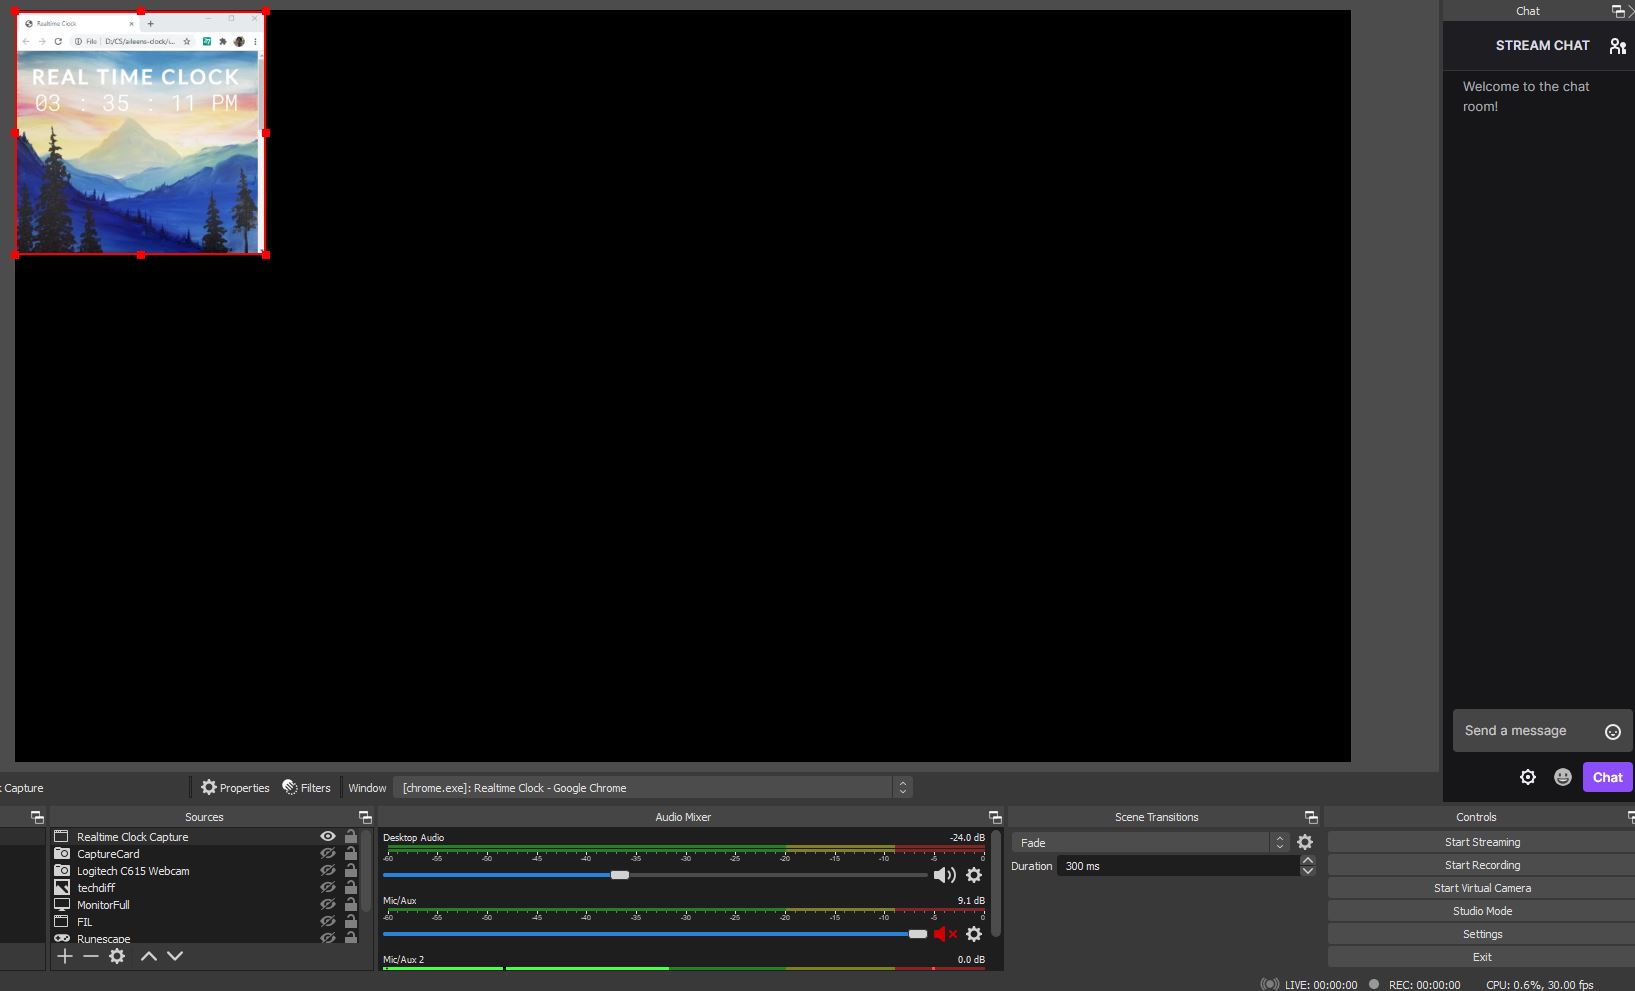 Realtime Clock
File | D:/CS/aileens-clock/i...
REAL TIME CLOCK
03 : 35 : 11 PM
Chat
STREAM CHAT
Welcome to the chat
room!
Send a message
Chat
Capture
Properties
Filters
Window
[chrome.exe]: Realtime Clock - Google Chrome
Sources
Realtime Clock Capture
CaptureCard
Logitech C615 Webcam
techdiff
MonitorFull
FIL
Runescape
Audio Mixer
Desktop Audio
-24.0 dB
-60 -55 -50 -45 -40 -35 -30 -25 -20 -15 -10 -5 0
Mic/Aux
9.1 dB
-60 -55 -50 -45 -40 -35 -30 -25 -20 -15 -10 -5 0
Mic/Aux 2
0.0 dB
Scene Transitions
Fade
Duration 300 ms
Controls
Start Streaming
Start Recording
Start Virtual Camera
Studio Mode
Settings
Exit
LIVE: 00:00:00
REC: 00:00:00
CPU: 0.6%, 30.00 fps